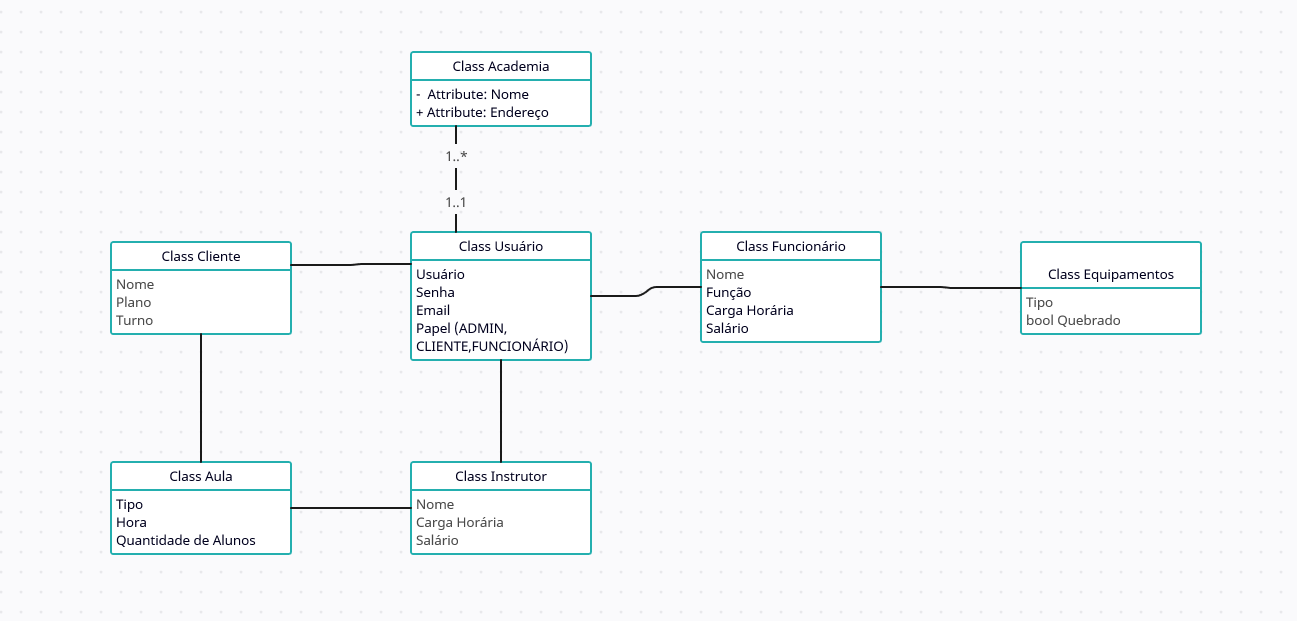 Class Academia
- Attribute: Nome
+ Attribute: Endereço
1..*
1..1
Class Cliente
Nome
Plano
Turno
Class Usuário
Usuário
Senha
Email
Papel (ADMIN,
CLIENTE,FUNCIONÁRIO)
Class Funcionário
Nome
Função
Carga Horária
Salário
Class Equipamentos
Tipo
bool Quebrado
Class Aula
Tipo
Hora
Quantidade de Alunos
Class Instrutor
Nome
Carga Horária
Salário